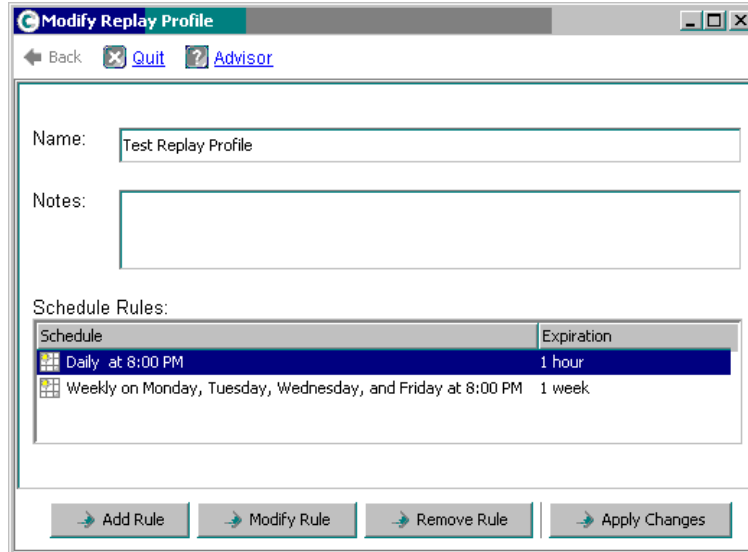 Modify Replay Profile
Back Quit ? Advisor
Name: Test Replay Profile
Notes:
Schedule Rules:
Schedule Expiration
Daily at 8:00 PM 1 hour
Weekly on Monday, Tuesday, Wednesday, and Friday at 8:00 PM 1 week
Add Rule Modify Rule Remove Rule Apply Changes